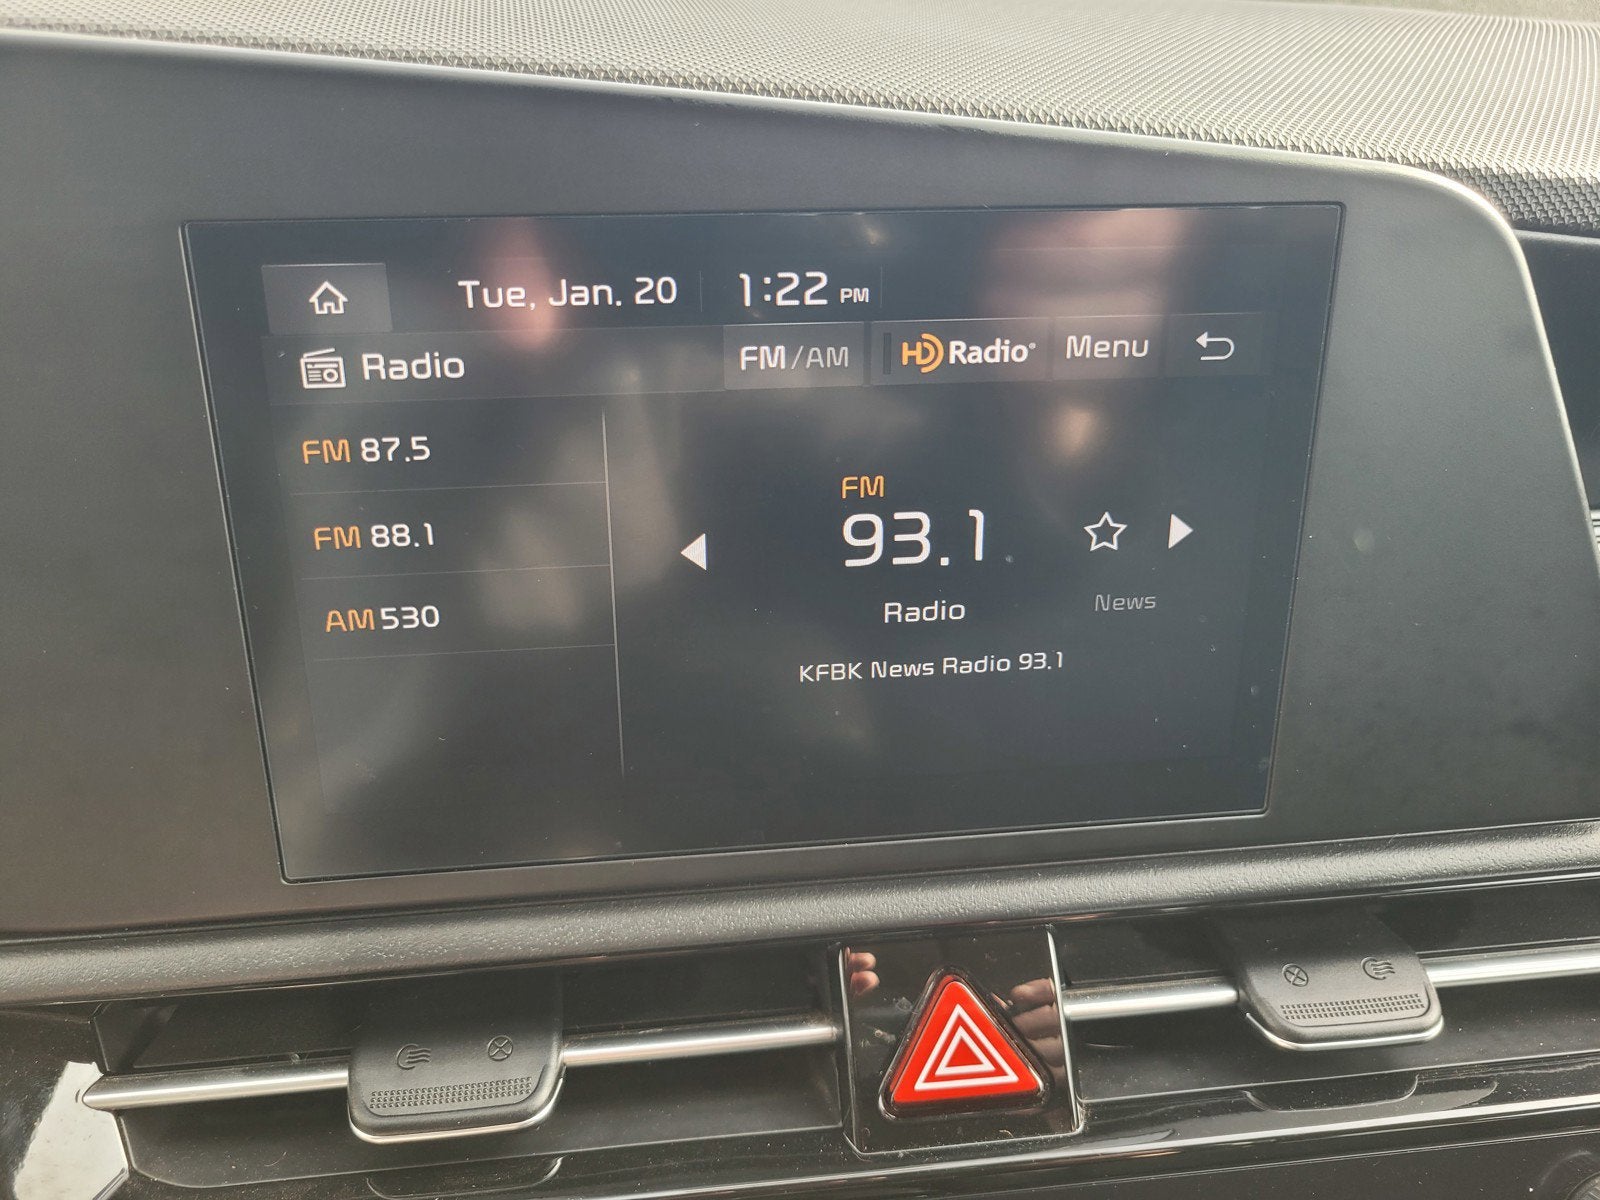 Tue, Jan. 20 1:22 PM
Radio FM/AM HD Radio® Menu
FM 87.5
FM 88.1
AM 530
FM
93.1
Radio
News
KFBK News Radio 93.1